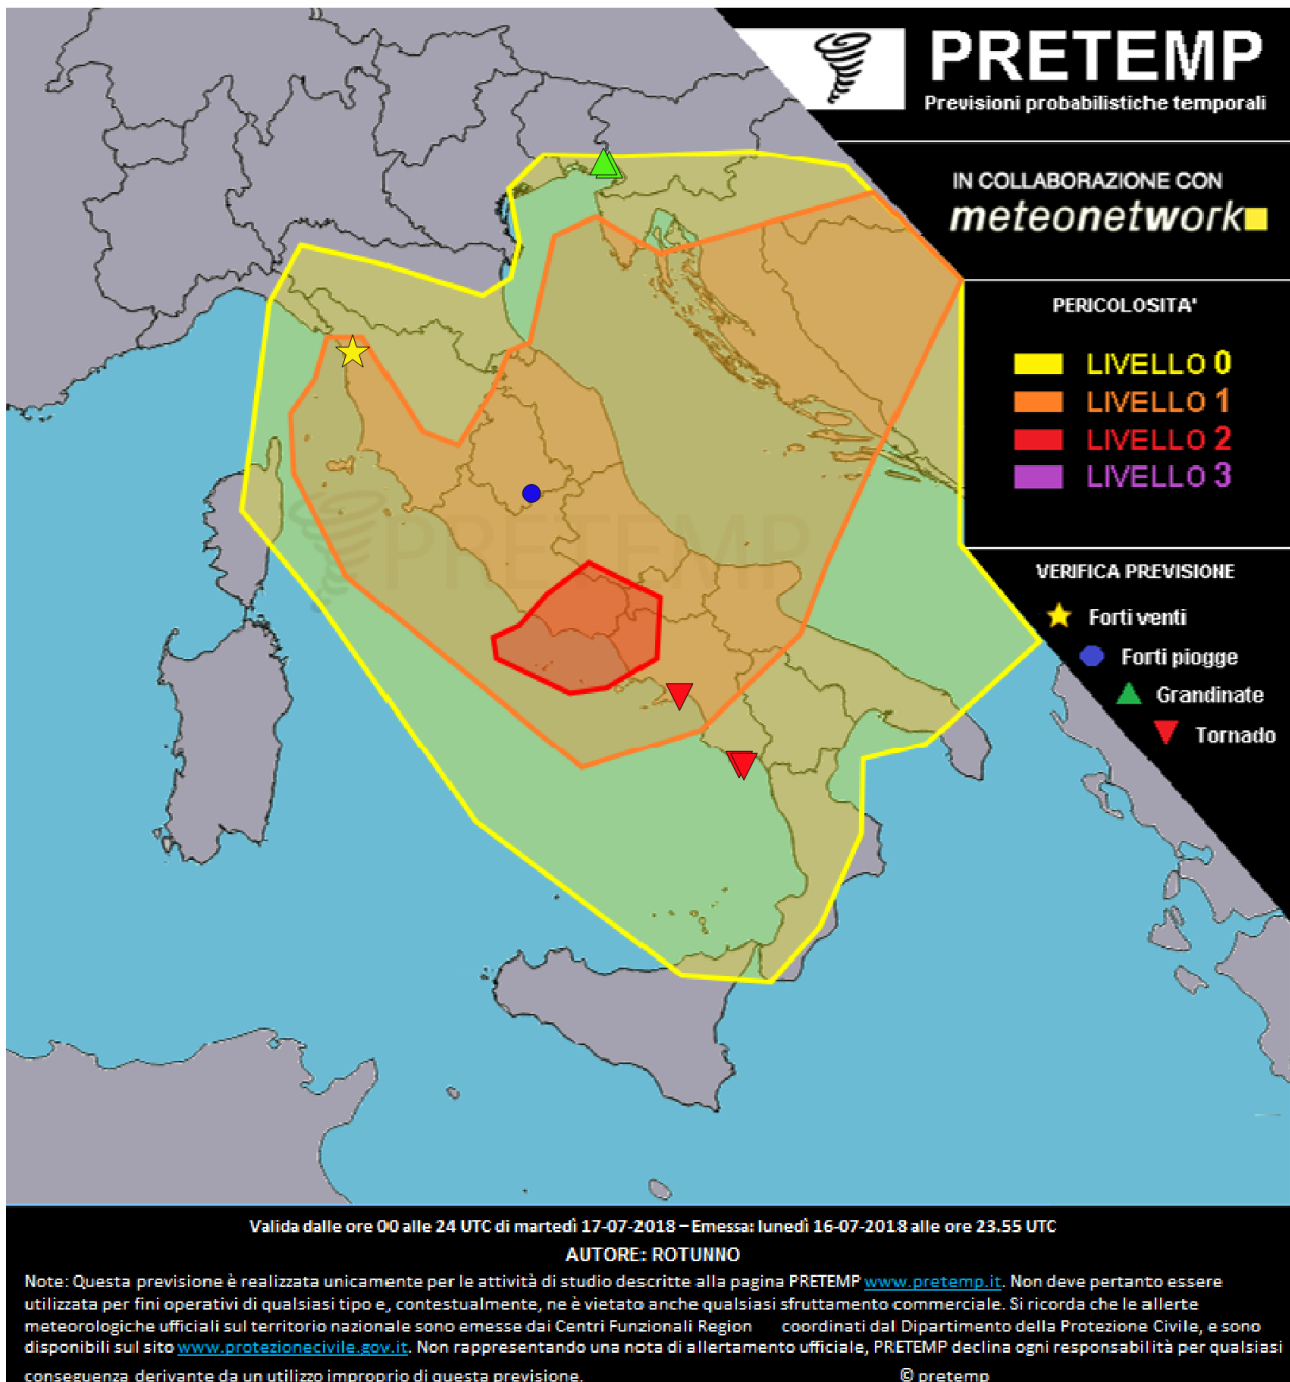 PRETEMP
Previsioni probabilistiche temporali
IN COLLABORAZIONE CON
meteonetwork
PERICOLOSITA'
LIVELLO 0
LIVELLO 1
LIVELLO 2
LIVELLO 3
PRETEMP
VERIFICA PREVISIONE
Forti venti
Forti piogge
Grandinate
Tornado
Valida dalle ore 00 alle 24 UTC di martedì 17-07-2018 – Emessa: lunedì 16-07-2018 alle ore 23.55 UTC
AUTORE: ROTUNNO
Note: Questa previsione è realizzata unicamente per le attività di studio descritte alla pagina PRETEMP www.pretemp.it. Non deve pertanto essere
utilizzata per fini operativi di qualsiasi tipo e, contestualmente, ne è vietato anche qualsiasi sfruttamento commerciale. Si ricorda che le allerte
meteorologiche ufficiali sul territorio nazionale sono emesse dai Centri Funzionali Region coordinati dal Dipartimento della Protezione Civile, e sono
disponibili sul sito www.protezionecivile.gov.it. Non rappresentando una nota di allertamento ufficiale, PRETEMP declina ogni responsabilità per qualsiasi
conseguenza derivante da un utilizzo improprio di questa previsione. © pretemp